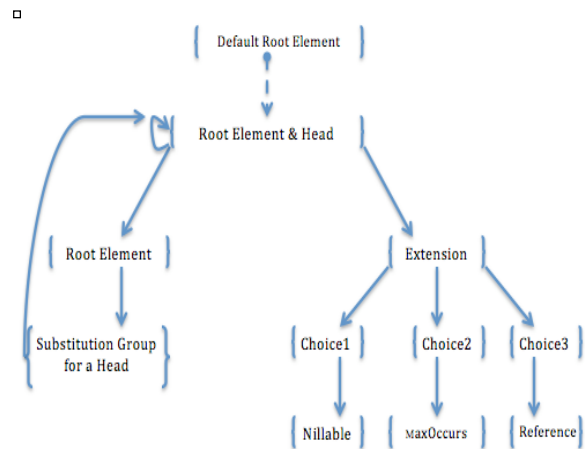 Default Root Element
Root Element & Head
Root Element
Extension
Substitution Group
for a Head
Choice1
Choice2
Choice3
Nillable
MaxOccurs
Reference